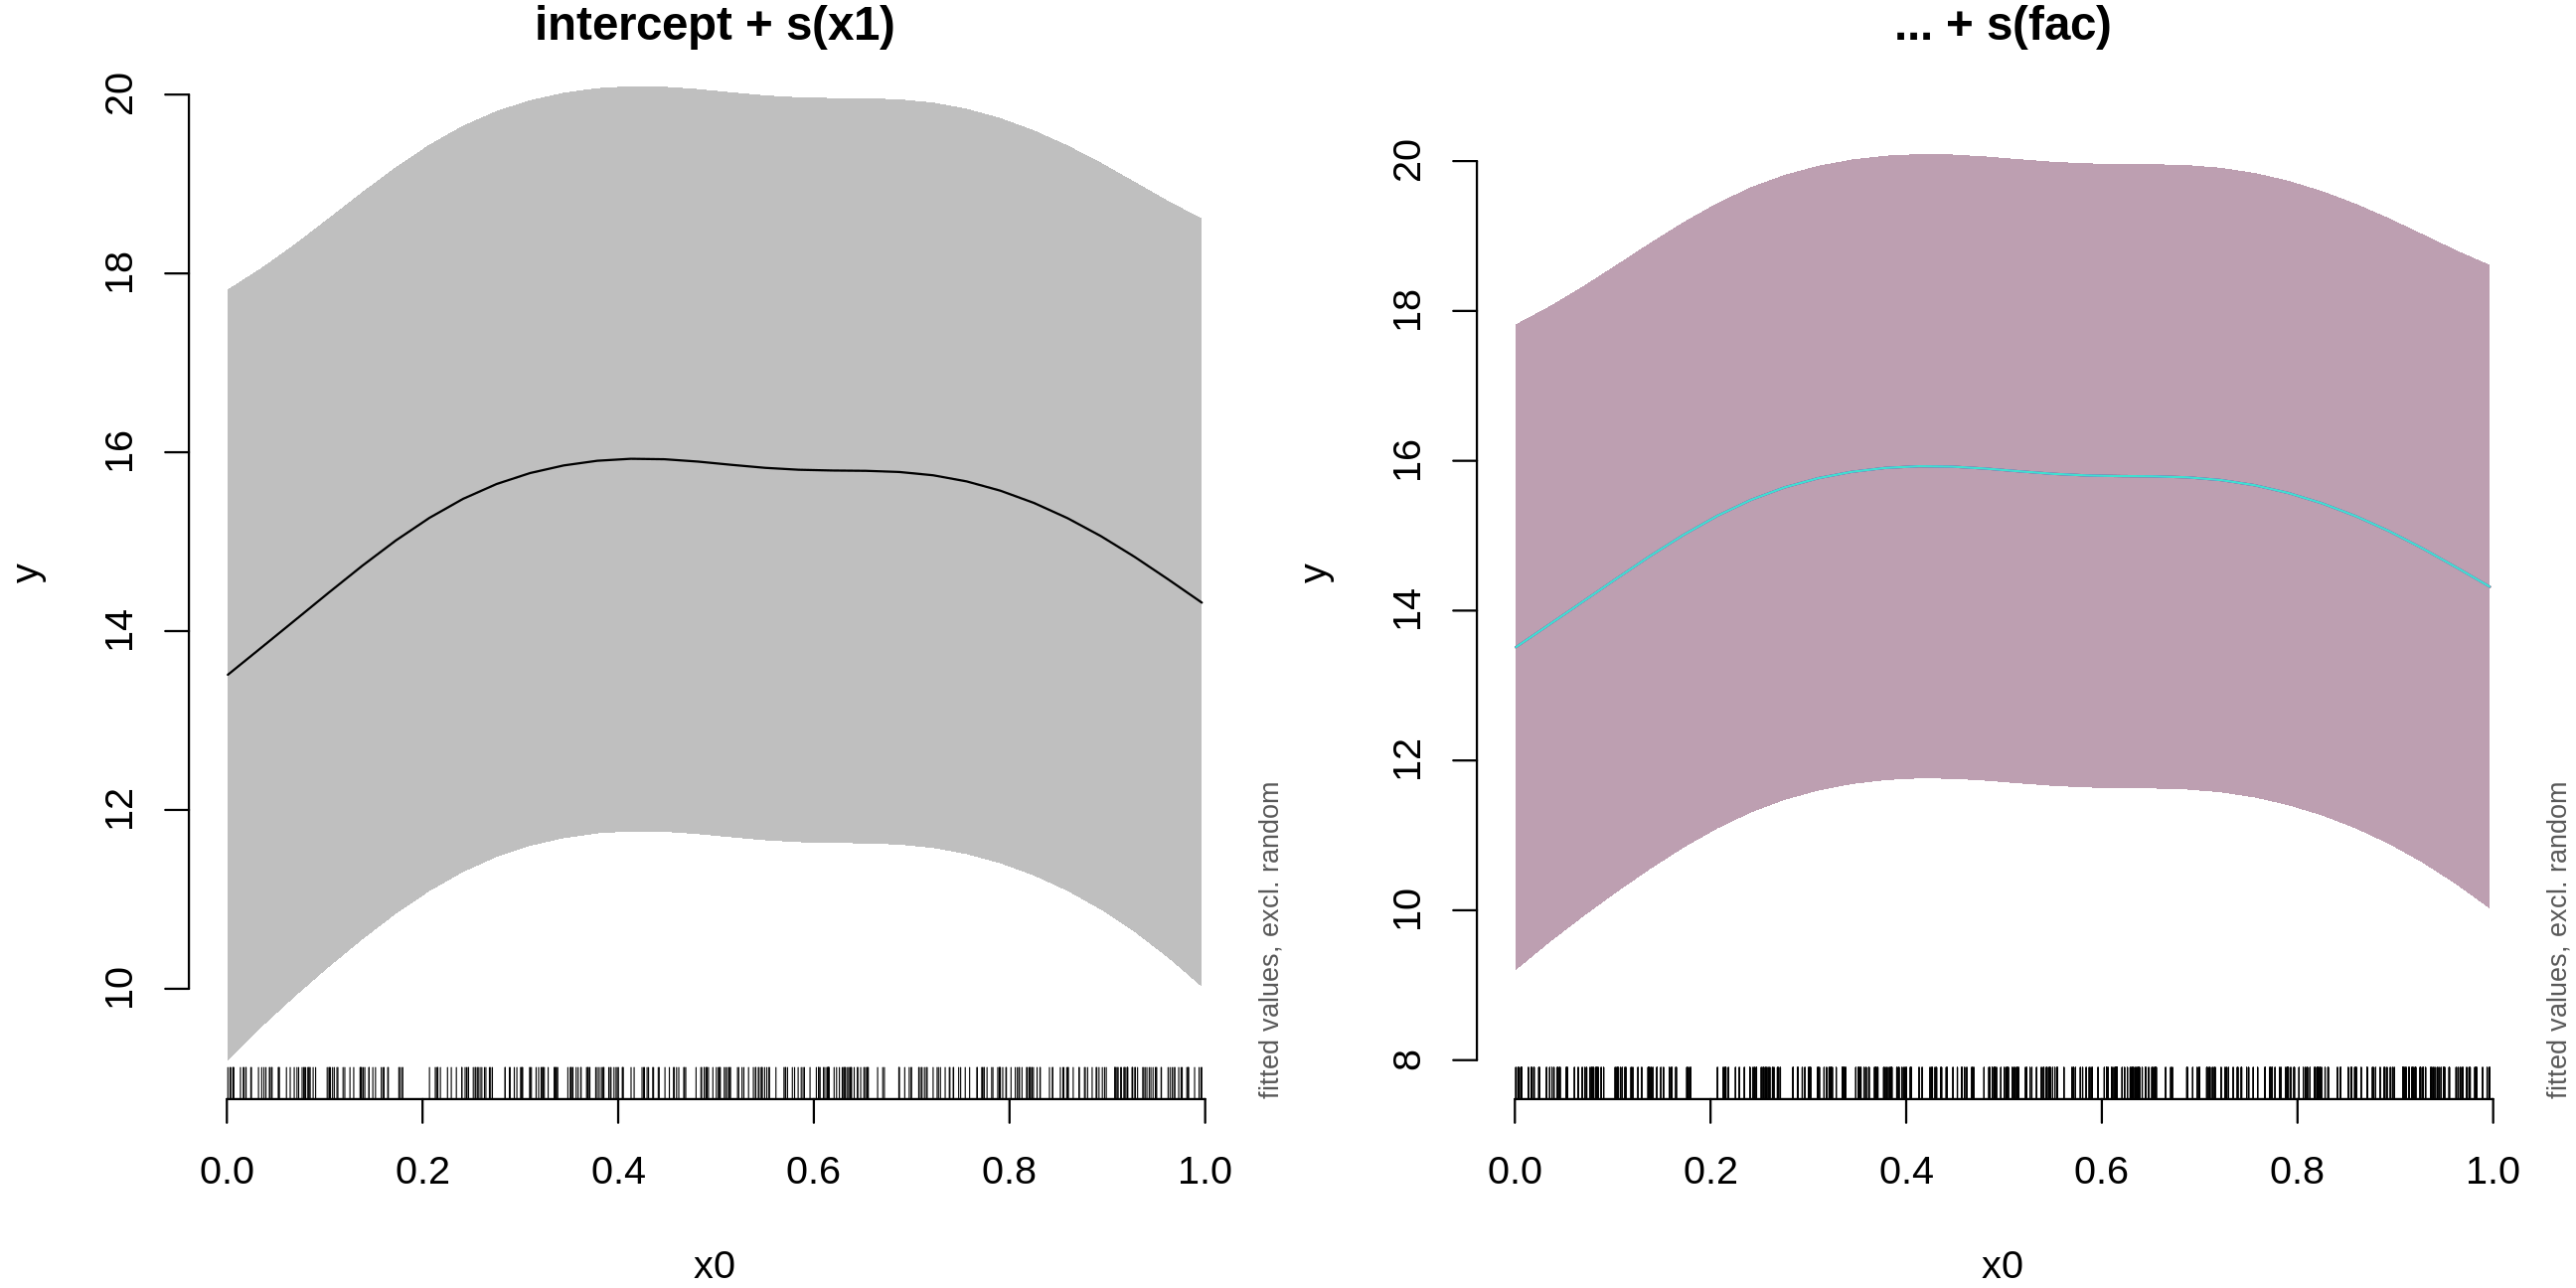 intercept + s(x1)
20
18
16
14
12
10
y
0.0 0.2 0.4 0.6 0.8 1.0
x0
fitted values, excl. random
... + s(fac)
20
18
16
14
12
10
8
y
0.0 0.2 0.4 0.6 0.8 1.0
x0
fitted values, excl. random